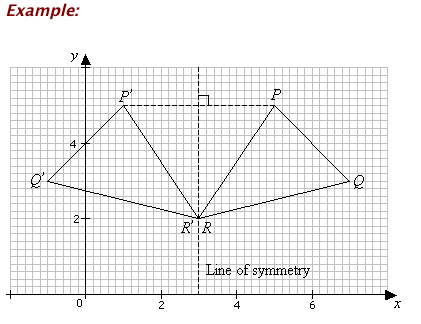 Example:
y
P' P
4
Q' Q
2
R' R
Line of symmetry
0 2 4 6 x